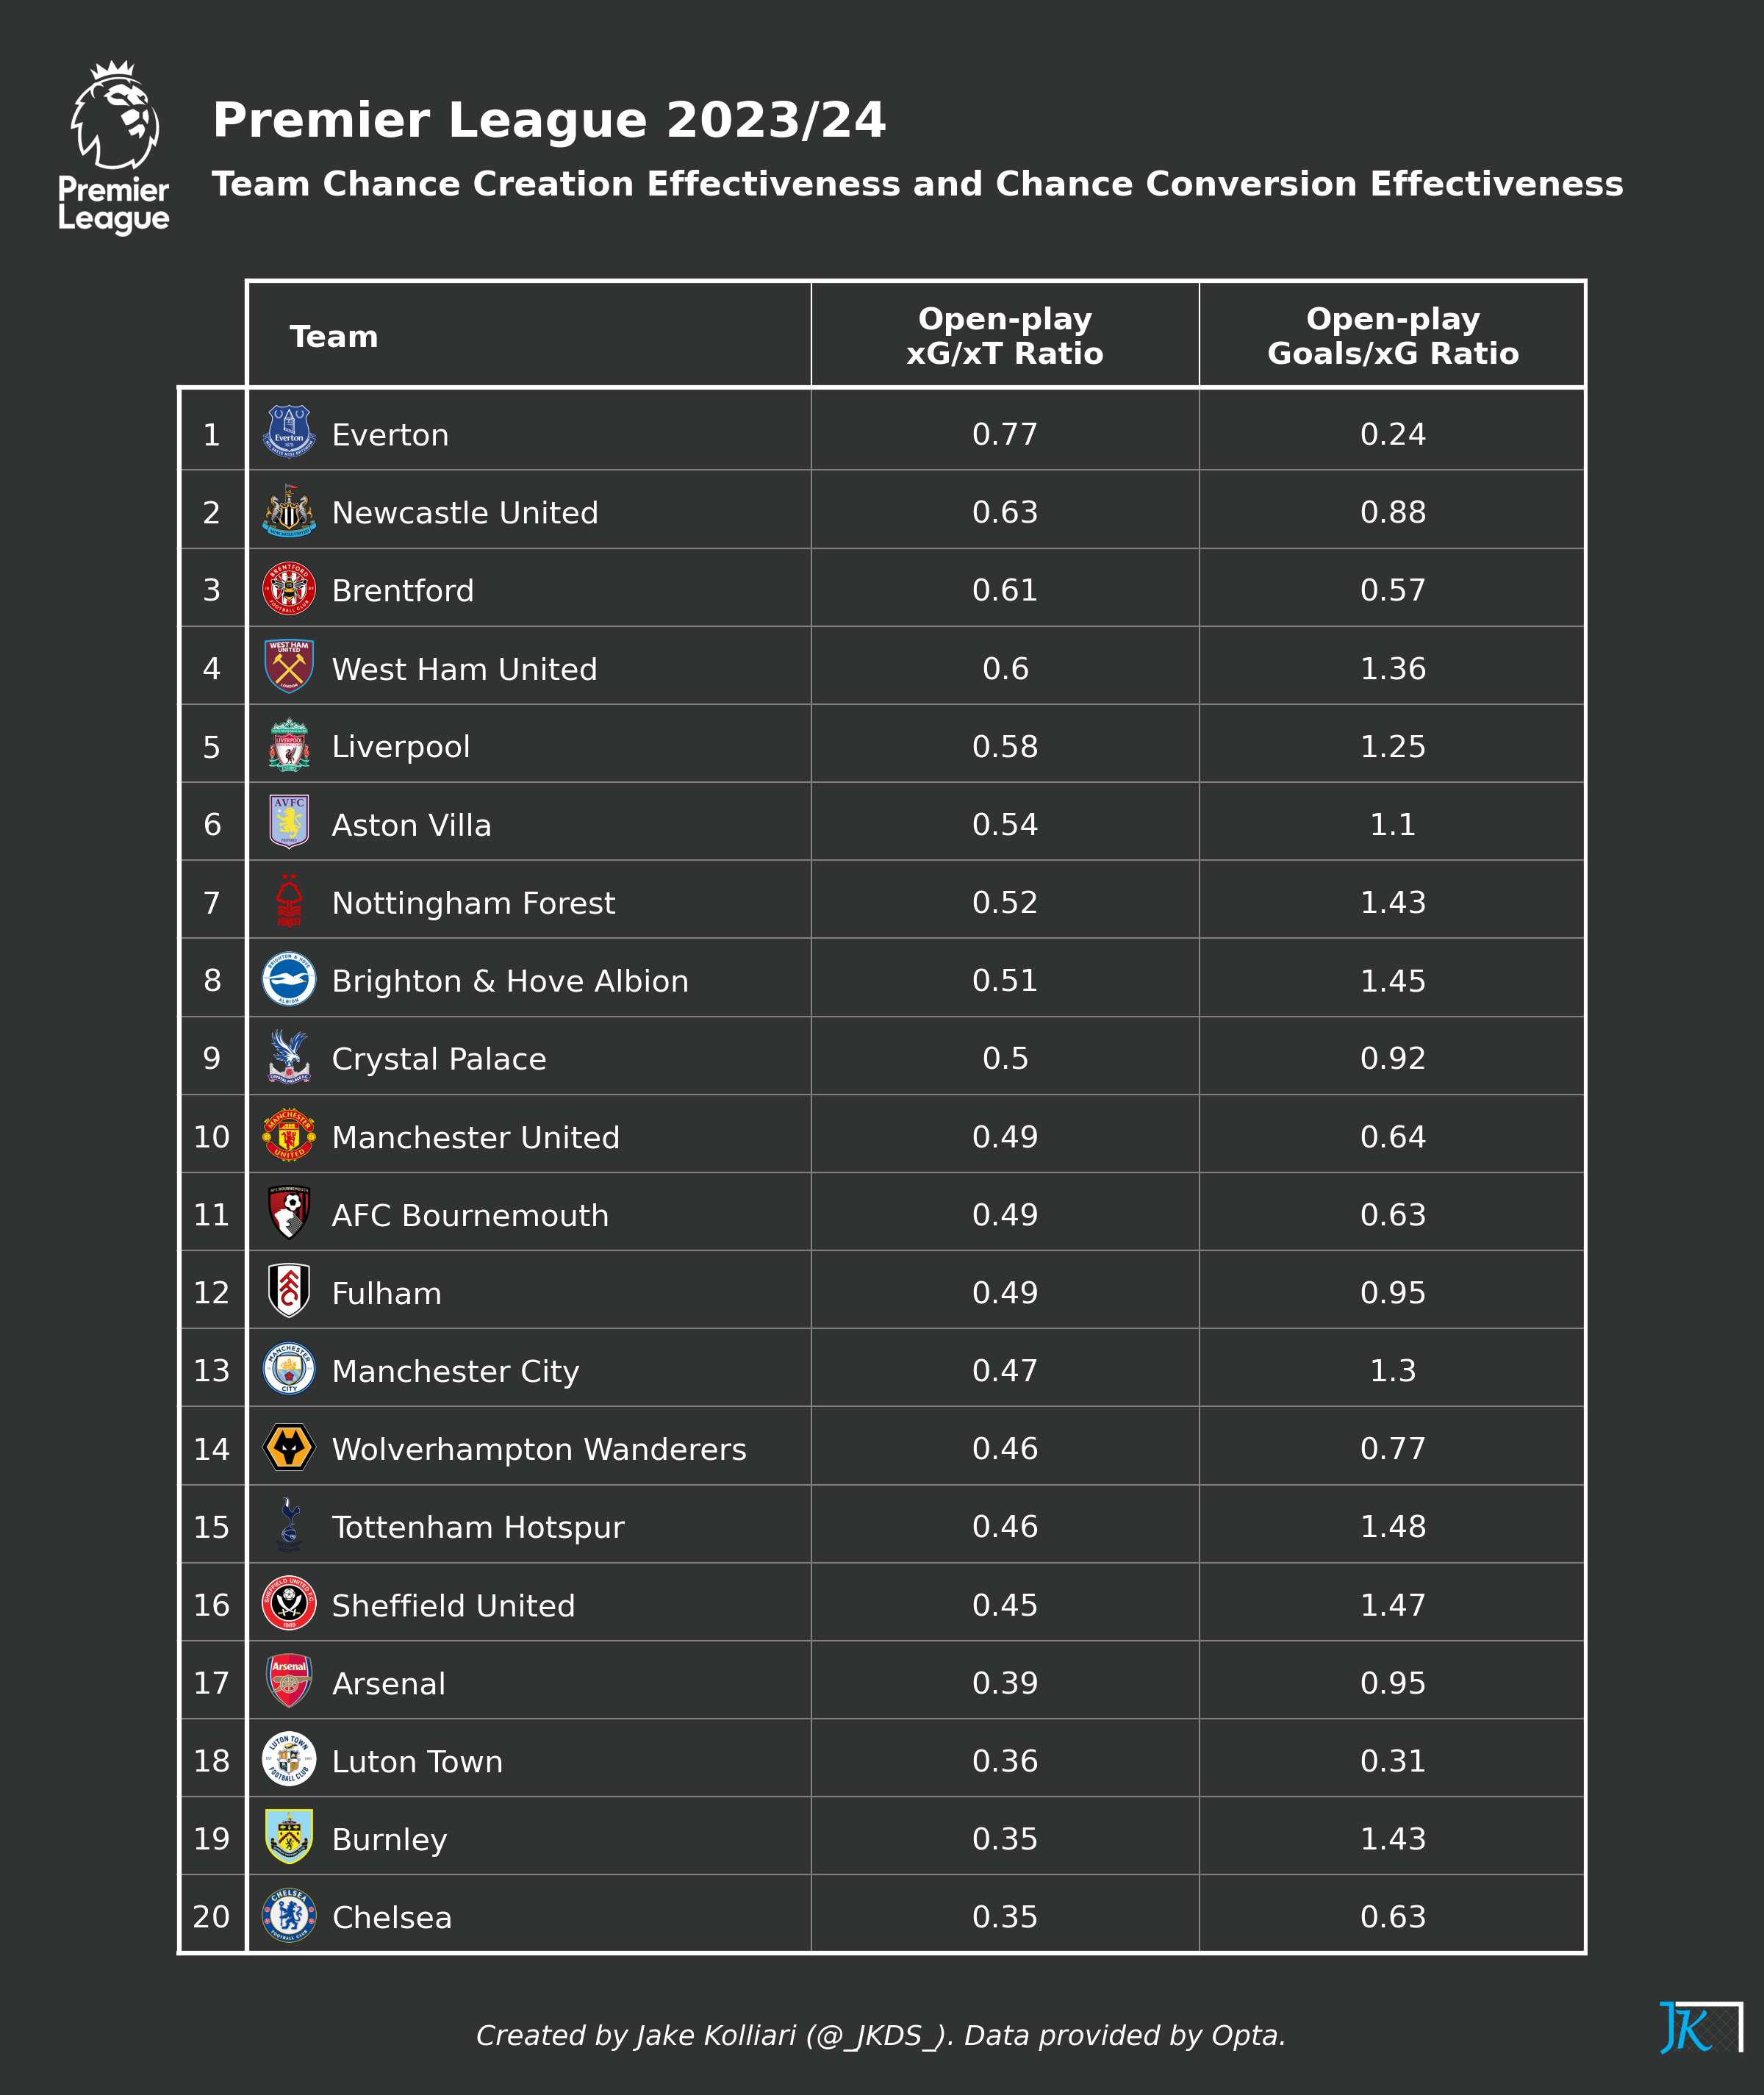 Premier League 2023/24
Team Chance Creation Effectiveness and Chance Conversion Effectiveness
Premier
League
Team Open-play xG/xT Ratio Open-play Goals/xG Ratio
1 Everton 0.77 0.24
2 Newcastle United 0.63 0.88
3 Brentford 0.61 0.57
4 West Ham United 0.6 1.36
5 Liverpool 0.58 1.25
6 Aston Villa 0.54 1.1
7 Nottingham Forest 0.52 1.43
8 Brighton & Hove Albion 0.51 1.45
9 Crystal Palace 0.5 0.92
10 Manchester United 0.49 0.64
11 AFC Bournemouth 0.49 0.63
12 Fulham 0.49 0.95
13 Manchester City 0.47 1.3
14 Wolverhampton Wanderers 0.46 0.77
15 Tottenham Hotspur 0.46 1.48
16 Sheffield United 0.45 1.47
17 Arsenal 0.39 0.95
18 Luton Town 0.36 0.31
19 Burnley 0.35 1.43
20 Chelsea 0.35 0.63
Created by Jake Kolliari (@_JKDS_). Data provided by Opta.
JK